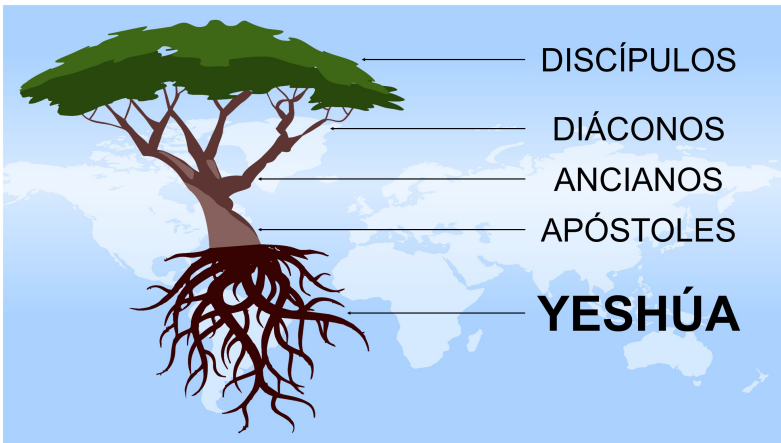 DISCÍPULOS
DIÁCONOS
ANCIANOS
APÓSTOLES
YESHÚA